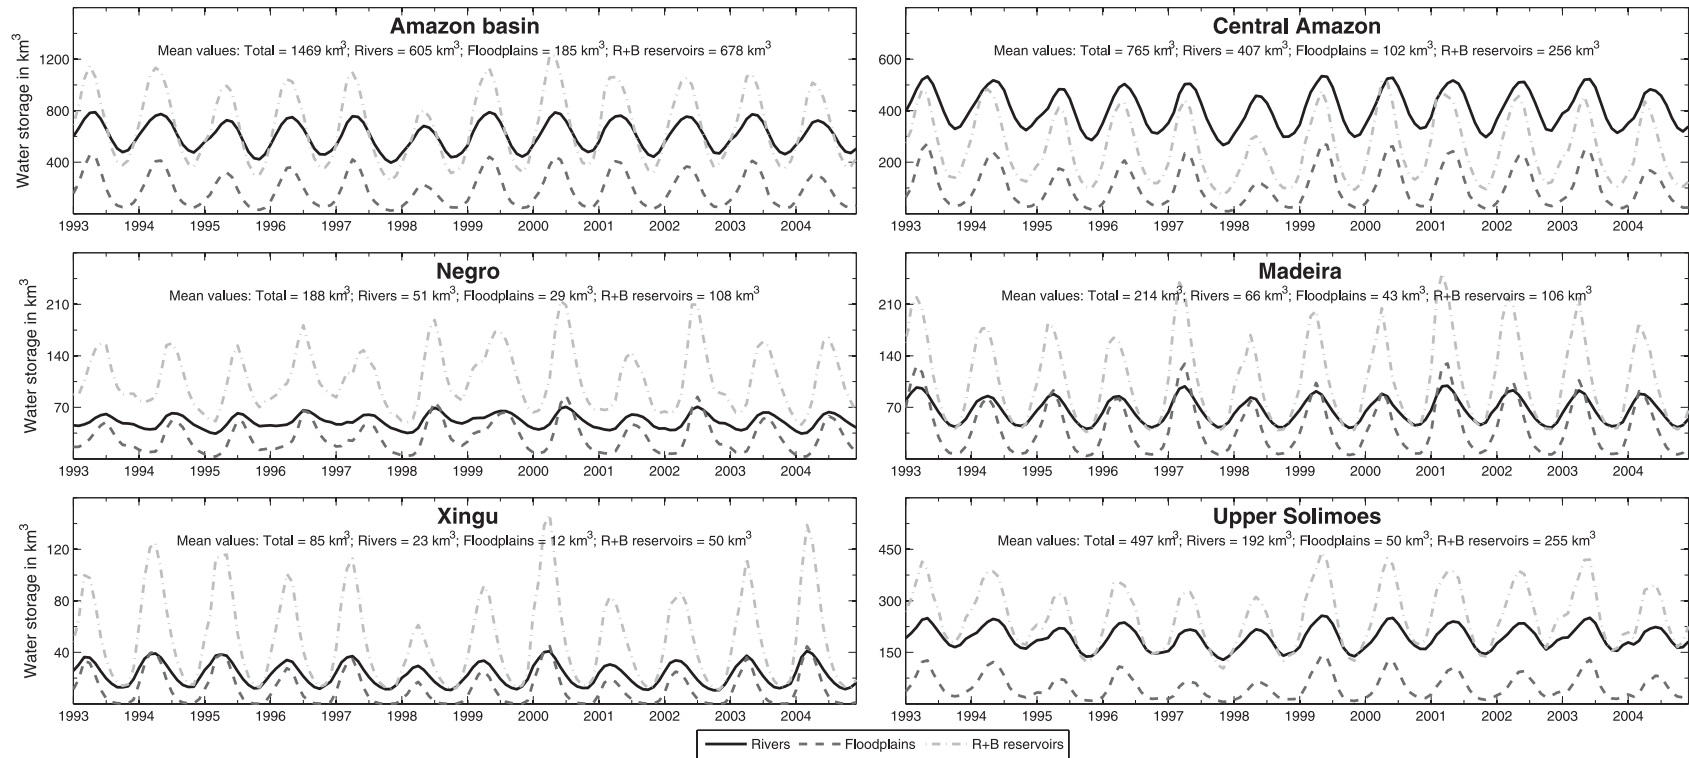 Amazon basin
Mean values: Total = 1469 km³; Rivers = 605 km³; Floodplains = 185 km³; R+B reservoirs = 678 km³
Water storage in km³
1200
800
400
1993 1994 1995 1996 1997 1998 1999 2000 2001 2002 2003 2004
Central Amazon
Mean values: Total = 765 km³; Rivers = 407 km³; Floodplains = 102 km³; R+B reservoirs = 256 km³
600
400
200
1993 1994 1995 1996 1997 1998 1999 2000 2001 2002 2003 2004
Negro
Mean values: Total = 188 km³; Rivers = 51 km³; Floodplains = 29 km³; R+B reservoirs = 108 km³
Water storage in km³
210
140
70
1993 1994 1995 1996 1997 1998 1999 2000 2001 2002 2003 2004
Madeira
Mean values: Total = 214 km³; Rivers = 66 km³; Floodplains = 43 km³; R+B reservoirs = 106 km³
210
140
70
1993 1994 1995 1996 1997 1998 1999 2000 2001 2002 2003 2004
Xingu
Mean values: Total = 85 km³; Rivers = 23 km³; Floodplains = 12 km³; R+B reservoirs = 50 km³
Water storage in km³
120
80
40
1993 1994 1995 1996 1997 1998 1999 2000 2001 2002 2003 2004
Upper Solimoes
Mean values: Total = 497 km³; Rivers = 192 km³; Floodplains = 50 km³; R+B reservoirs = 255 km³
450
300
150
1993 1994 1995 1996 1997 1998 1999 2000 2001 2002 2003 2004
Rivers Floodplains R+B reservoirs